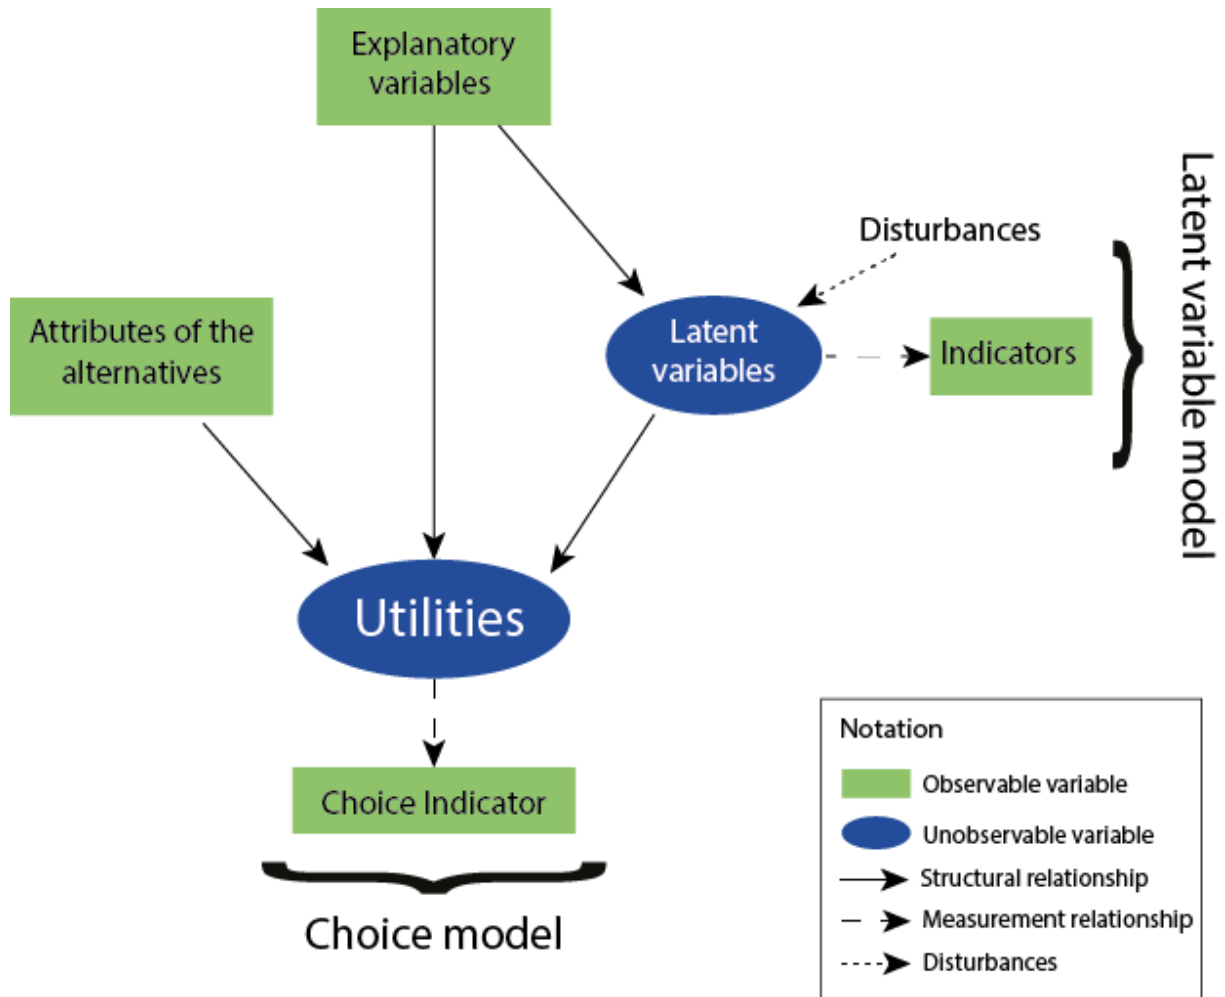 Explanatory
variables
Disturbances
Attributes of the
alternatives
Latent
variables
Indicators
Latent variable model
Utilities
Choice Indicator
Choice model
Notation
Observable variable
Unobservable variable
Structural relationship
Measurement relationship
Disturbances